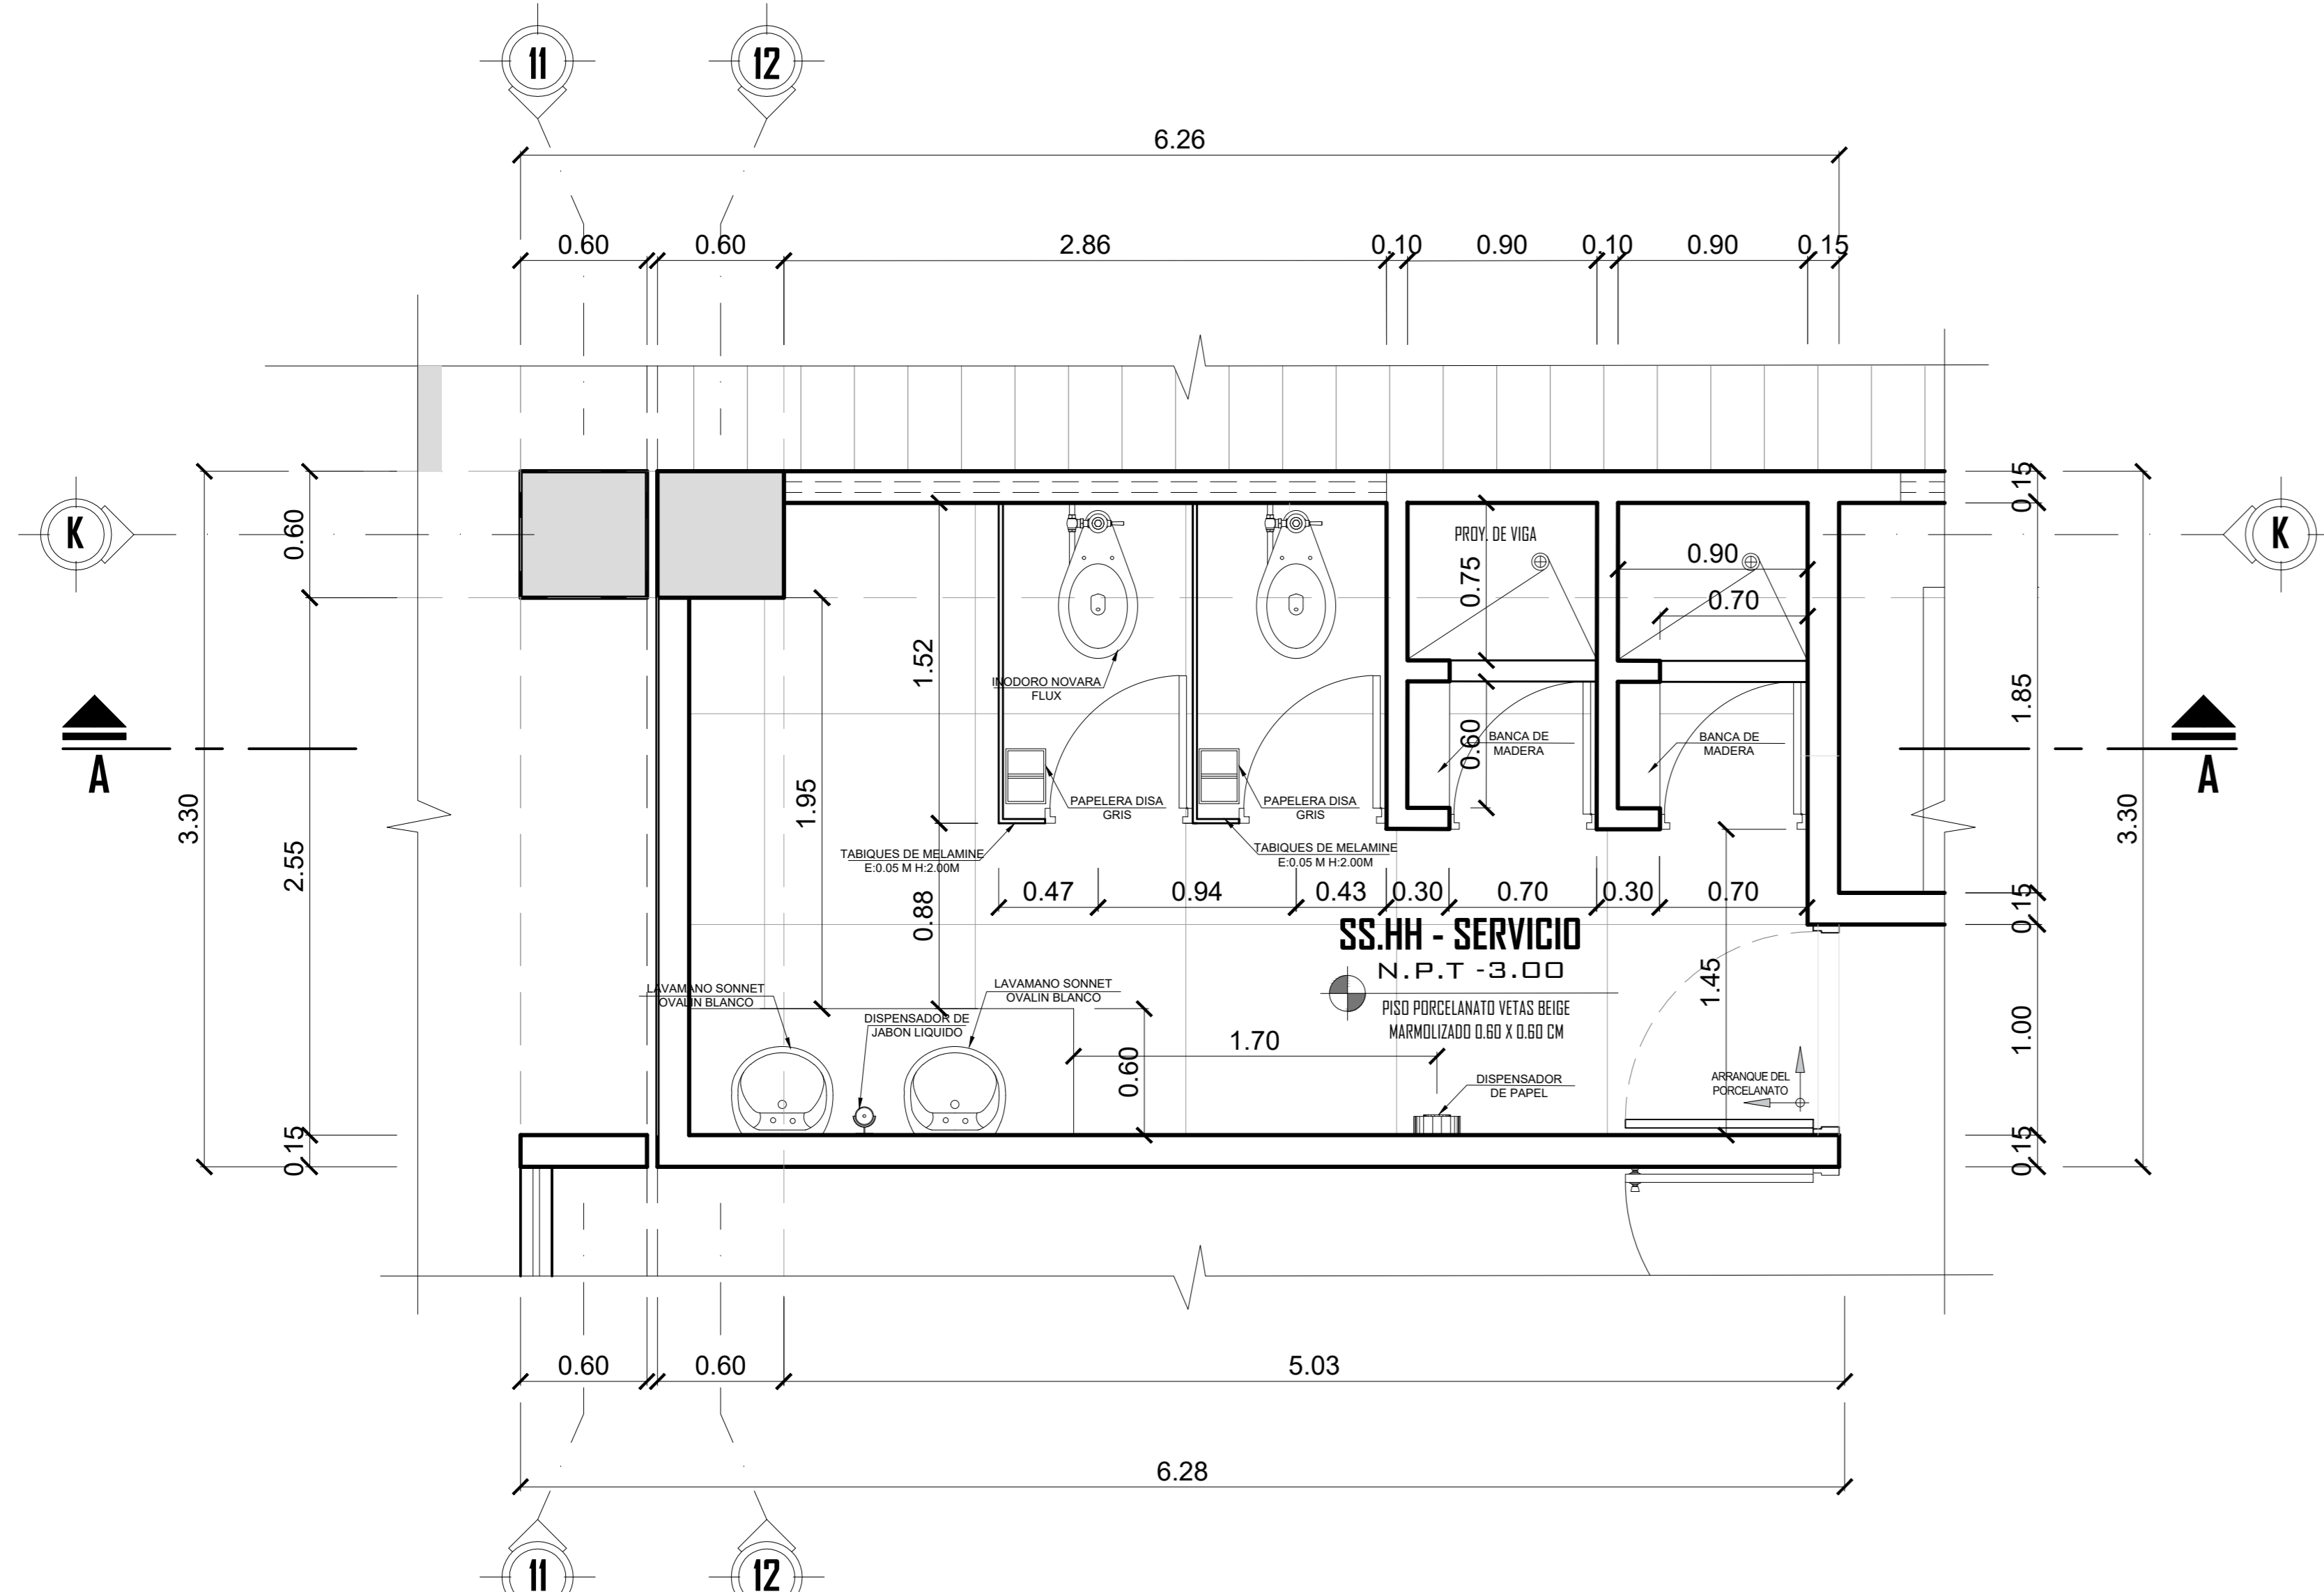 11
12
6.26
0.60
0.60
2.86
0.10
0.90
0.10
0.90
0.15
K
K
0.60
0.15
PROY. DE VIGA
0.75
0.90
0.70
1.52
INODORO NOVARA
FLUX
3.30
2.55
1.95
0.60
BANCA DE
MADERA
BANCA DE
MADERA
1.85
3.30
A
A
PAPELERA DISA
GRIS
PAPELERA DISA
GRIS
TABIQUES DE MELAMINE
E:0.05 M H:2.00M
TABIQUES DE MELAMINE
E:0.05 M H:2.00M
0.88
0.47
0.94
0.43
0.30
0.70
0.30
0.70
0.15
SS.HH - SERVICIO
N.P.T -3.00
PISO PORCELANATO VETAS BEIGE
MARMOLIZADO 0.60 X 0.60 CM
1.45
1.00
LAVAMANO SONNET
OVALIN BLANCO
LAVAMANO SONNET
OVALIN BLANCO
DISPENSADOR DE
JABON LIQUIDO
0.60
1.70
DISPENSADOR
DE PAPEL
ARRANQUE DEL
PORCELANATO
0.15
0.15
0.60
0.60
5.03
6.28
11
12